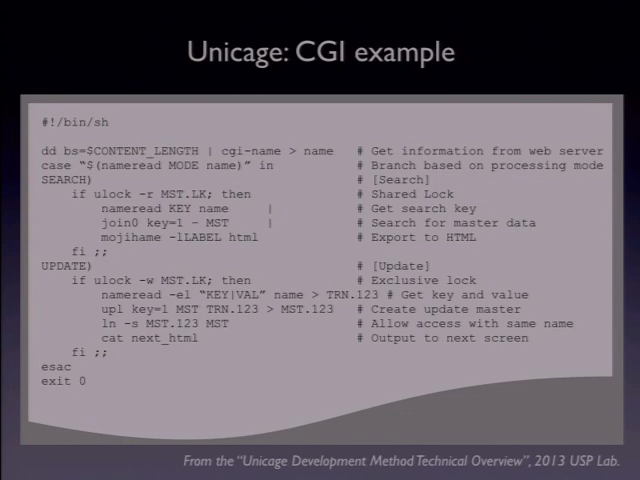 Unicage: CGI example
#!/bin/sh
dd bs=$CONTENT_LENGTH | cgi-name > name # Get information from web server
case "$(nameread MODE name)" in # Branch based on processing mode
SEARCH) # [Search]
if ulock -r MST.LK; then # Shared Lock
nameread KEY name | # Get search key
join0 key=1 - MST | # Search for master data
mojihame -lLABEL html # Export to HTML
fi ;;
UPDATE) # [Update]
if ulock -w MST.LK; then # Exclusive lock
nameread -el "KEY|VAL" name > TRN.123 # Get key and value
upl key=1 MST TRN.123 > MST.123 # Create update master
ln -s MST.123 MST # Allow access with same name
cat next_html # Output to next screen
fi ;;
esac
exit 0
From the "Unicage Development Method Technical Overview", 2013 USP Lab.